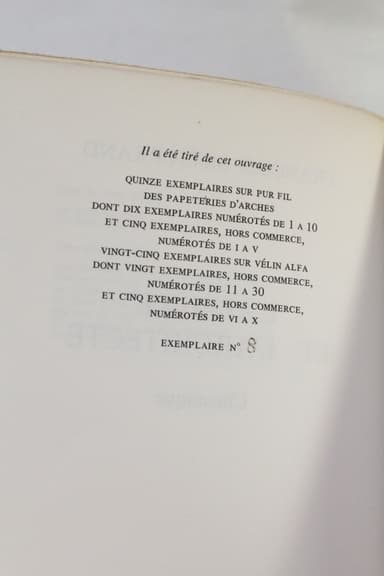 Il a été tiré de cet ouvrage :
QUINZE EXEMPLAIRES SUR PUR FIL
DES PAPETERIES D'ARCHES
DONT DIX EXEMPLAIRES NUMÉROTÉS DE 1 A 10
ET CINQ EXEMPLAIRES, HORS COMMERCE,
NUMÉROTÉS DE I A V
VINGT-CINQ EXEMPLAIRES SUR VÉLIN ALFA
DONT VINGT EXEMPLAIRES, HORS COMMERCE,
NUMÉROTÉS DE 11 A 30
ET CINQ EXEMPLAIRES, HORS COMMERCE,
NUMÉROTÉS DE VI A X
EXEMPLAIRE N° 8